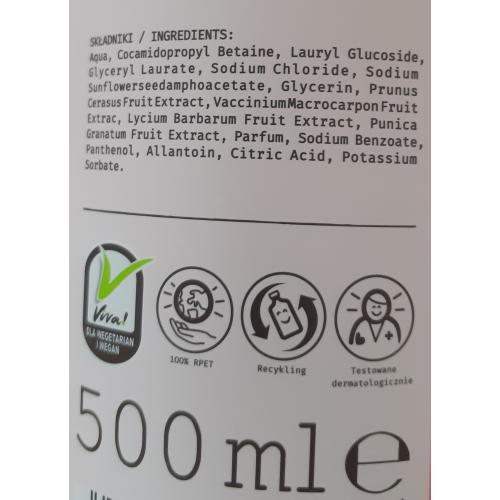 SKŁADNIKI / INGREDIENTS:
Aqua, Cocamidopropyl Betaine, Lauryl Glucoside,
Glyceryl Laurate, Sodium Chloride, Sodium
Sunflowerseedamphoacetate, Glycerin, Prunus
Cerasus Fruit Extract, Vaccinium Macrocarpon Fruit
Extrac, Lycium Barbarum Fruit Extract, Punica
Granatum Fruit Extract, Parfum, Sodium Benzoate,
Panthenol, Allantoin, Citric Acid, Potassium
Sorbate.
Viva!
DLA WEGETARIAN
I WEGAN
100% RPET
Recykling
Testowane
dermatologicznie
500 ml e